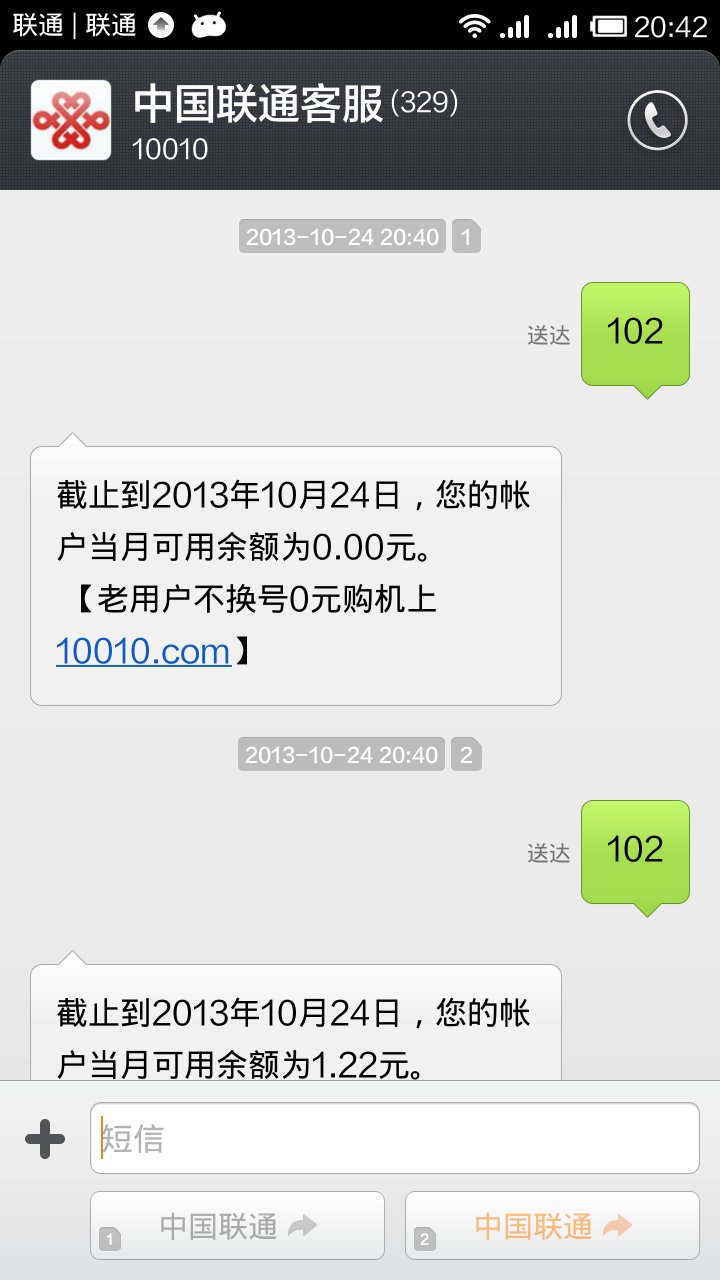 联通 | 联通 20:42
中国联通客服(329)
10010
2013-10-24 20:40 1
送达 102
截止到2013年10月24日，您的帐
户当月可用余额为0.00元。
【老用户不换号0元购机上
10010.com】
2013-10-24 20:40 2
送达 102
截止到2013年10月24日，您的帐
户当月可用余额为1.22元。
短信
1 中国联通 2 中国联通